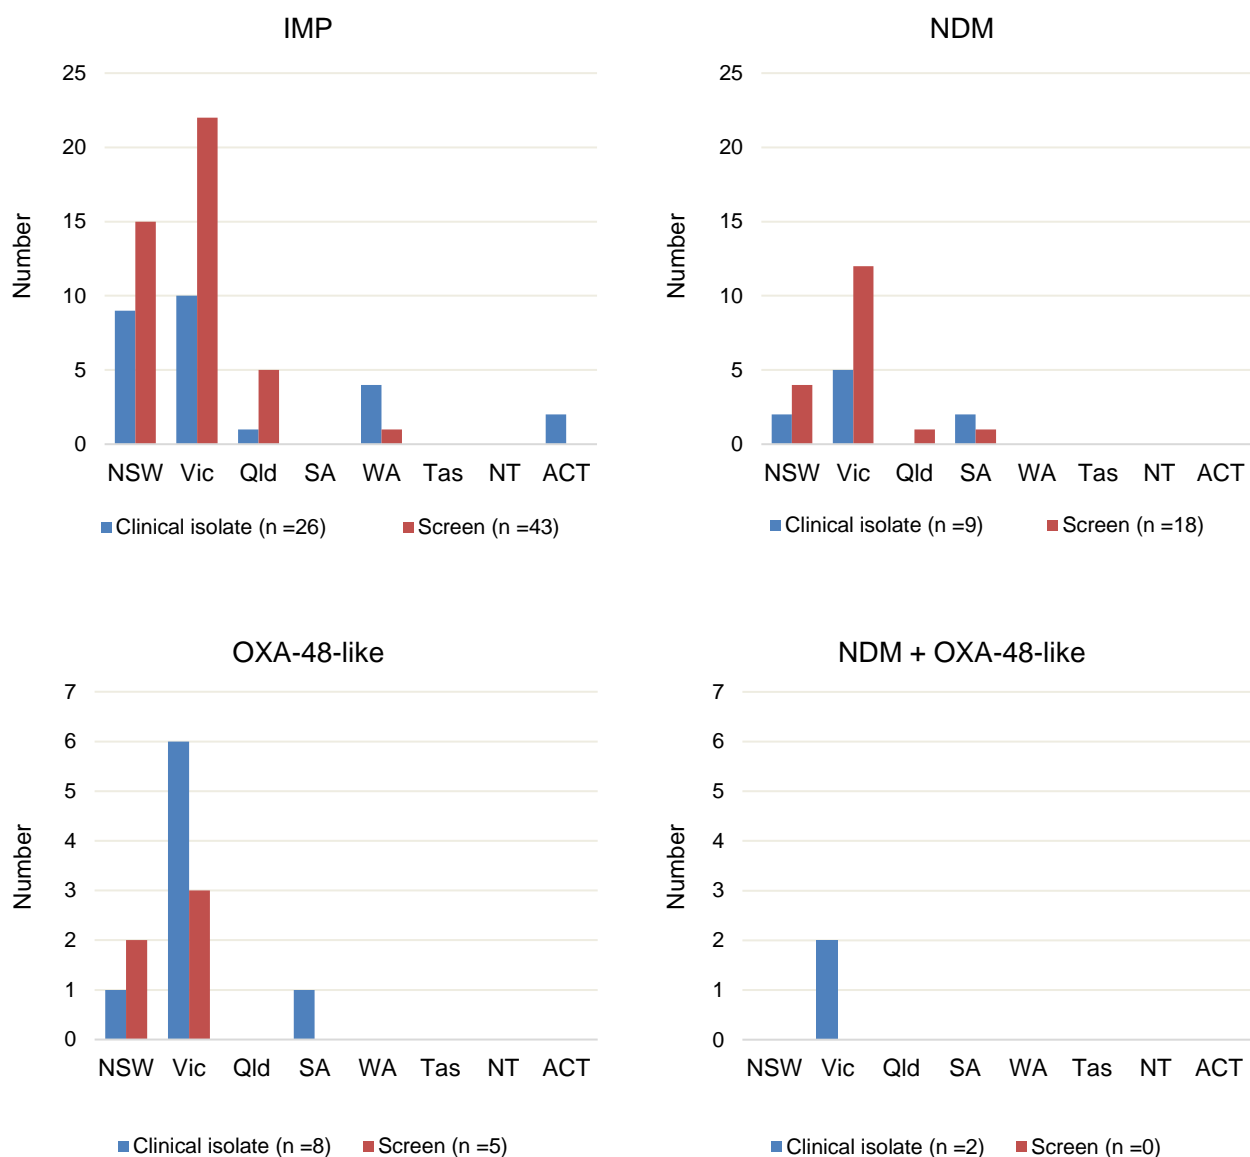 IMP
25
20
15
10
5
0
Number
NSW Vic Qld SA WA Tas NT ACT
Clinical isolate (n =26) Screen (n =43)
NDM
25
20
15
10
5
0
Number
NSW Vic Qld SA WA Tas NT ACT
Clinical isolate (n =9) Screen (n =18)
OXA-48-like
7
6
5
4
3
2
1
0
Number
NSW Vic Qld SA WA Tas NT ACT
Clinical isolate (n =8) Screen (n =5)
NDM + OXA-48-like
7
6
5
4
3
2
1
0
Number
NSW Vic Qld SA WA Tas NT ACT
Clinical isolate (n =2) Screen (n =0)